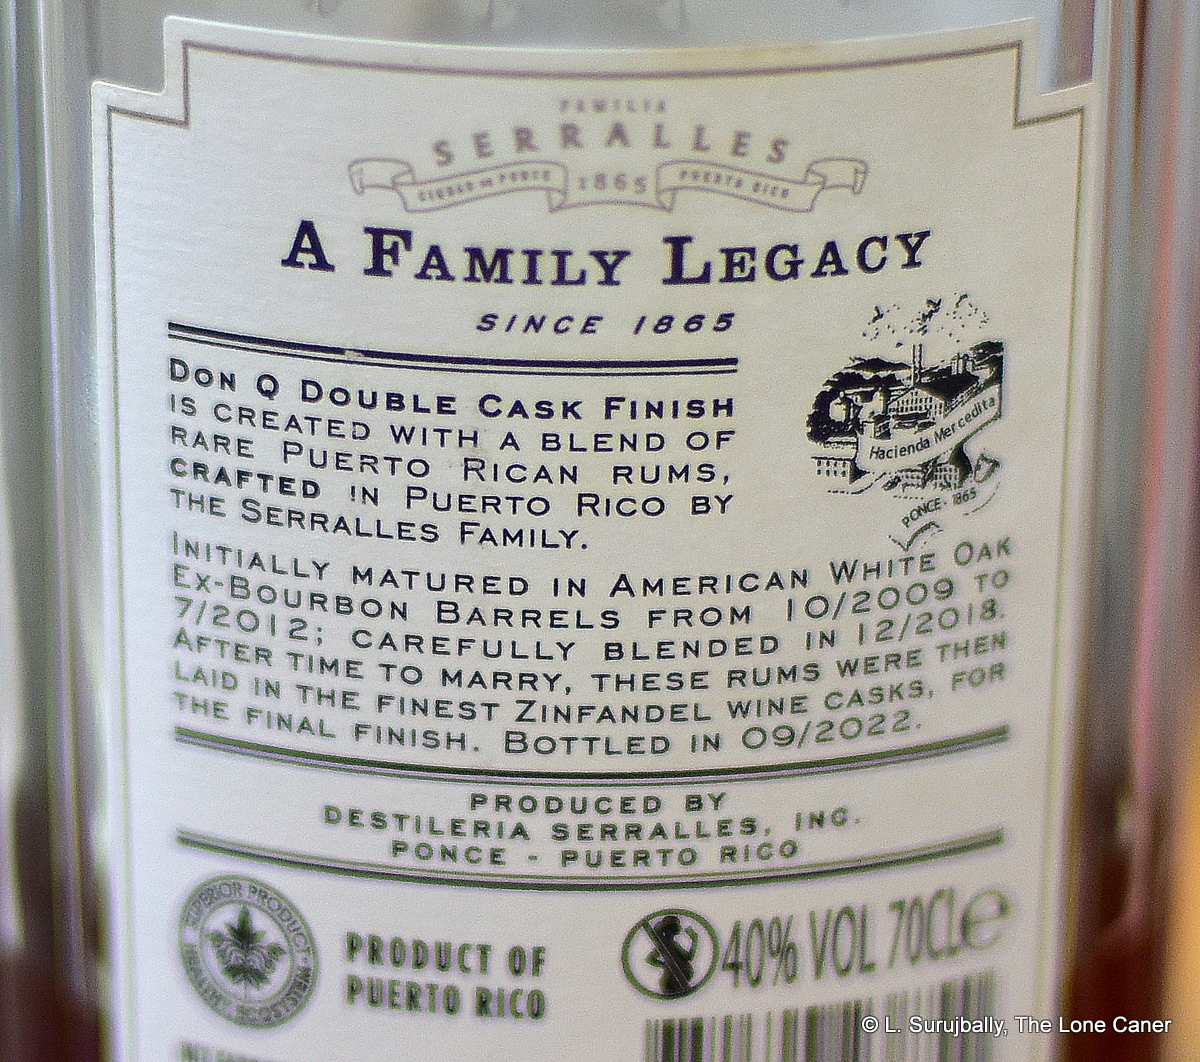 FAMILIA
SERRALLES
CIUDAD DE PONCE 1865 PUERTO RICO
A FAMILY LEGACY
SINCE 1865
DON Q DOUBLE CASK FINISH
IS CREATED WITH A BLEND OF
RARE PUERTO RICAN RUMS,
CRAFTED IN PUERTO RICO BY
THE SERRALLES FAMILY.
Hacienda Mercedita
PONCE · 1865
INITIALLY MATURED IN AMERICAN WHITE OAK
EX-BOURBON BARRELS FROM 10/2009 TO
7/2012; CAREFULLY BLENDED IN 12/2018.
AFTER TIME TO MARRY, THESE RUMS WERE THEN
LAID IN THE FINEST ZINFANDEL WINE CASKS, FOR
THE FINAL FINISH. BOTTLED IN 09/2022.
PRODUCED BY
DESTILERIA SERRALLES, INC.
PONCE - PUERTO RICO
SUPERIOR PRODUCT
PRODUCT OF
PUERTO RICO
40% VOL 70CL e
© L. Surujbally, The Lone Caner